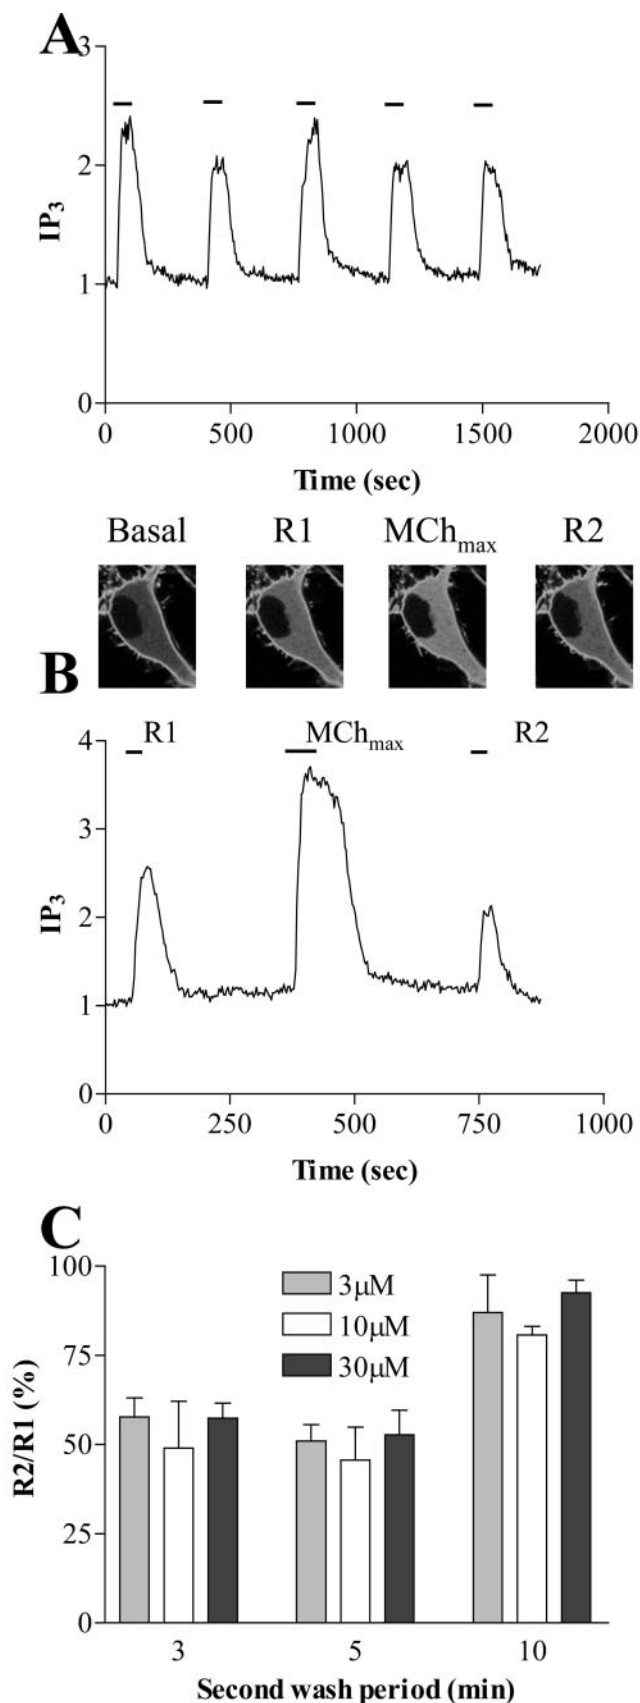 A
3
2
1
0
IP3
0 500 1000 1500 2000
Time (sec)
Basal R1 MChmax R2
B
R1 MChmax R2
4
3
2
1
0
IP3
0 250 500 750 1000
Time (sec)
C
100
75
50
25
0
R2/R1 (%)
3μM
10μM
30μM
3 5 10
Second wash period (min)